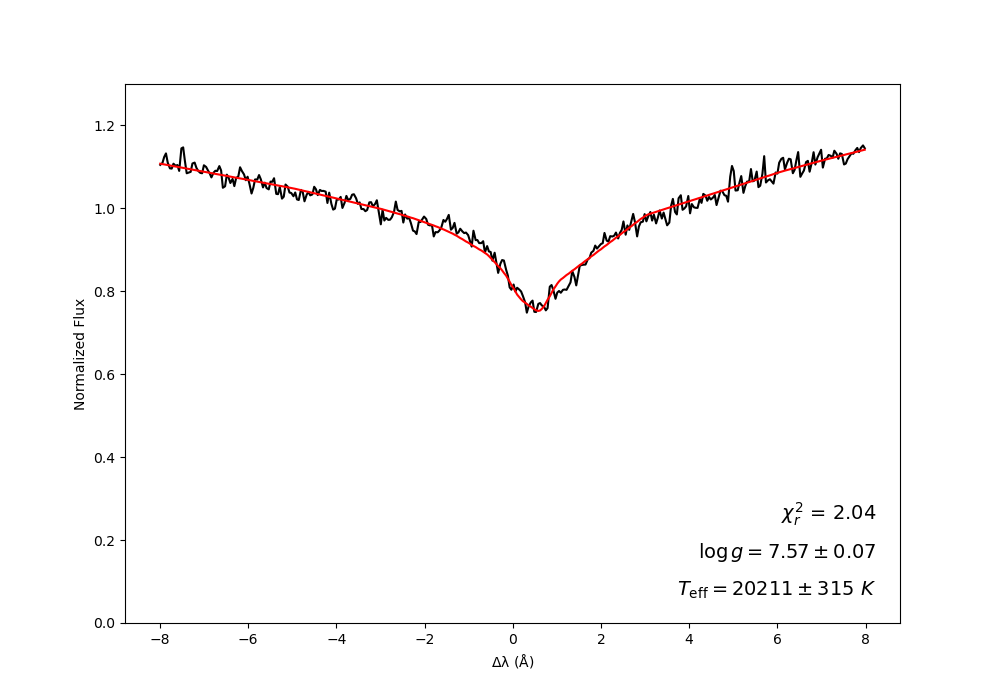 1.2
1.0
0.8
0.6
0.4
0.2
0.0
Normalized Flux
χ²ᵣ = 2.04
log g = 7.57 ± 0.07
T_eff = 20211 ± 315 K
−8 −6 −4 −2 0 2 4 6 8
Δλ (Å)